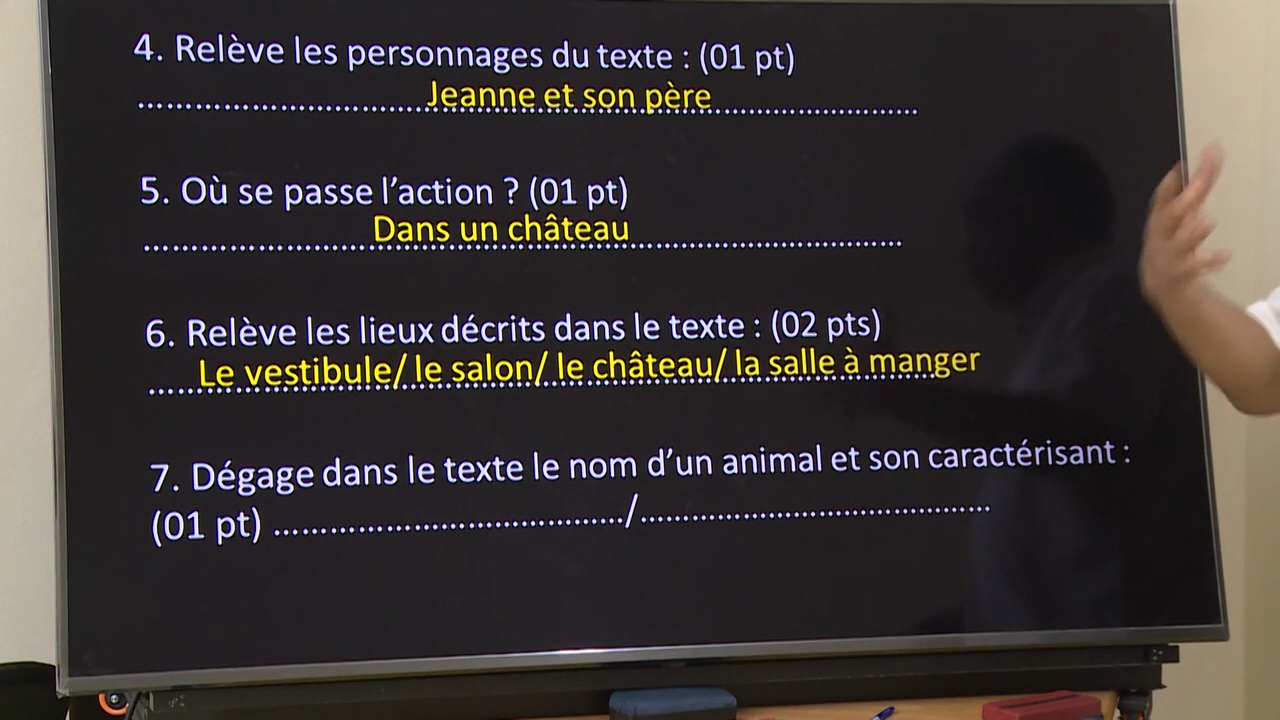 4. Relève les personnages du texte : (01 pt)
..............................Jeanne et son père..........................................
5. Où se passe l'action ? (01 pt)
........................Dans un château............................................
6. Relève les lieux décrits dans le texte : (02 pts)
.....Le vestibule/ le salon/ le château/ la salle à manger
7. Dégage dans le texte le nom d'un animal et son caractérisant :
(01 pt) ....................................../......................................